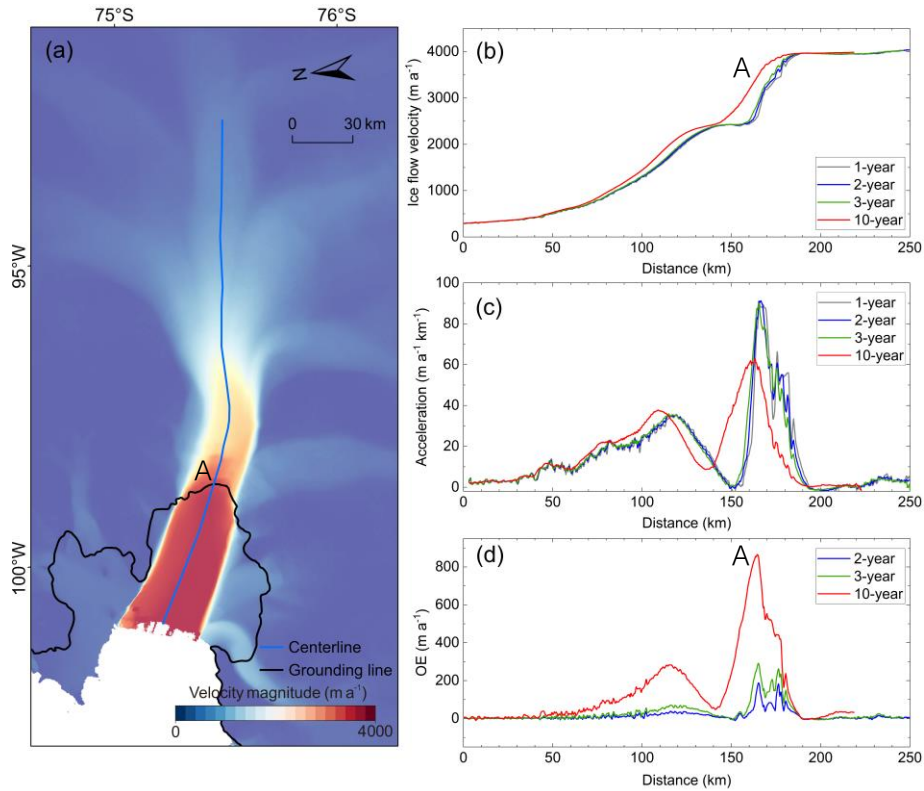 75°S
76°S
(a)
N
0
30 km
95°W
A
100°W
Centerline
Grounding line
Velocity magnitude (m a⁻¹)
0
4000
(b)
A
Ice flow velocity (m a⁻¹)
4000
3000
2000
1000
0
1-year
2-year
3-year
10-year
0
50
100
150
200
250
Distance (km)
(c)
Acceleration (m a⁻¹ km⁻¹)
100
80
60
40
20
0
1-year
2-year
3-year
10-year
0
50
100
150
200
250
Distance (km)
(d)
A
OE (m a⁻¹)
800
600
400
200
0
2-year
3-year
10-year
0
50
100
150
200
250
Distance (km)